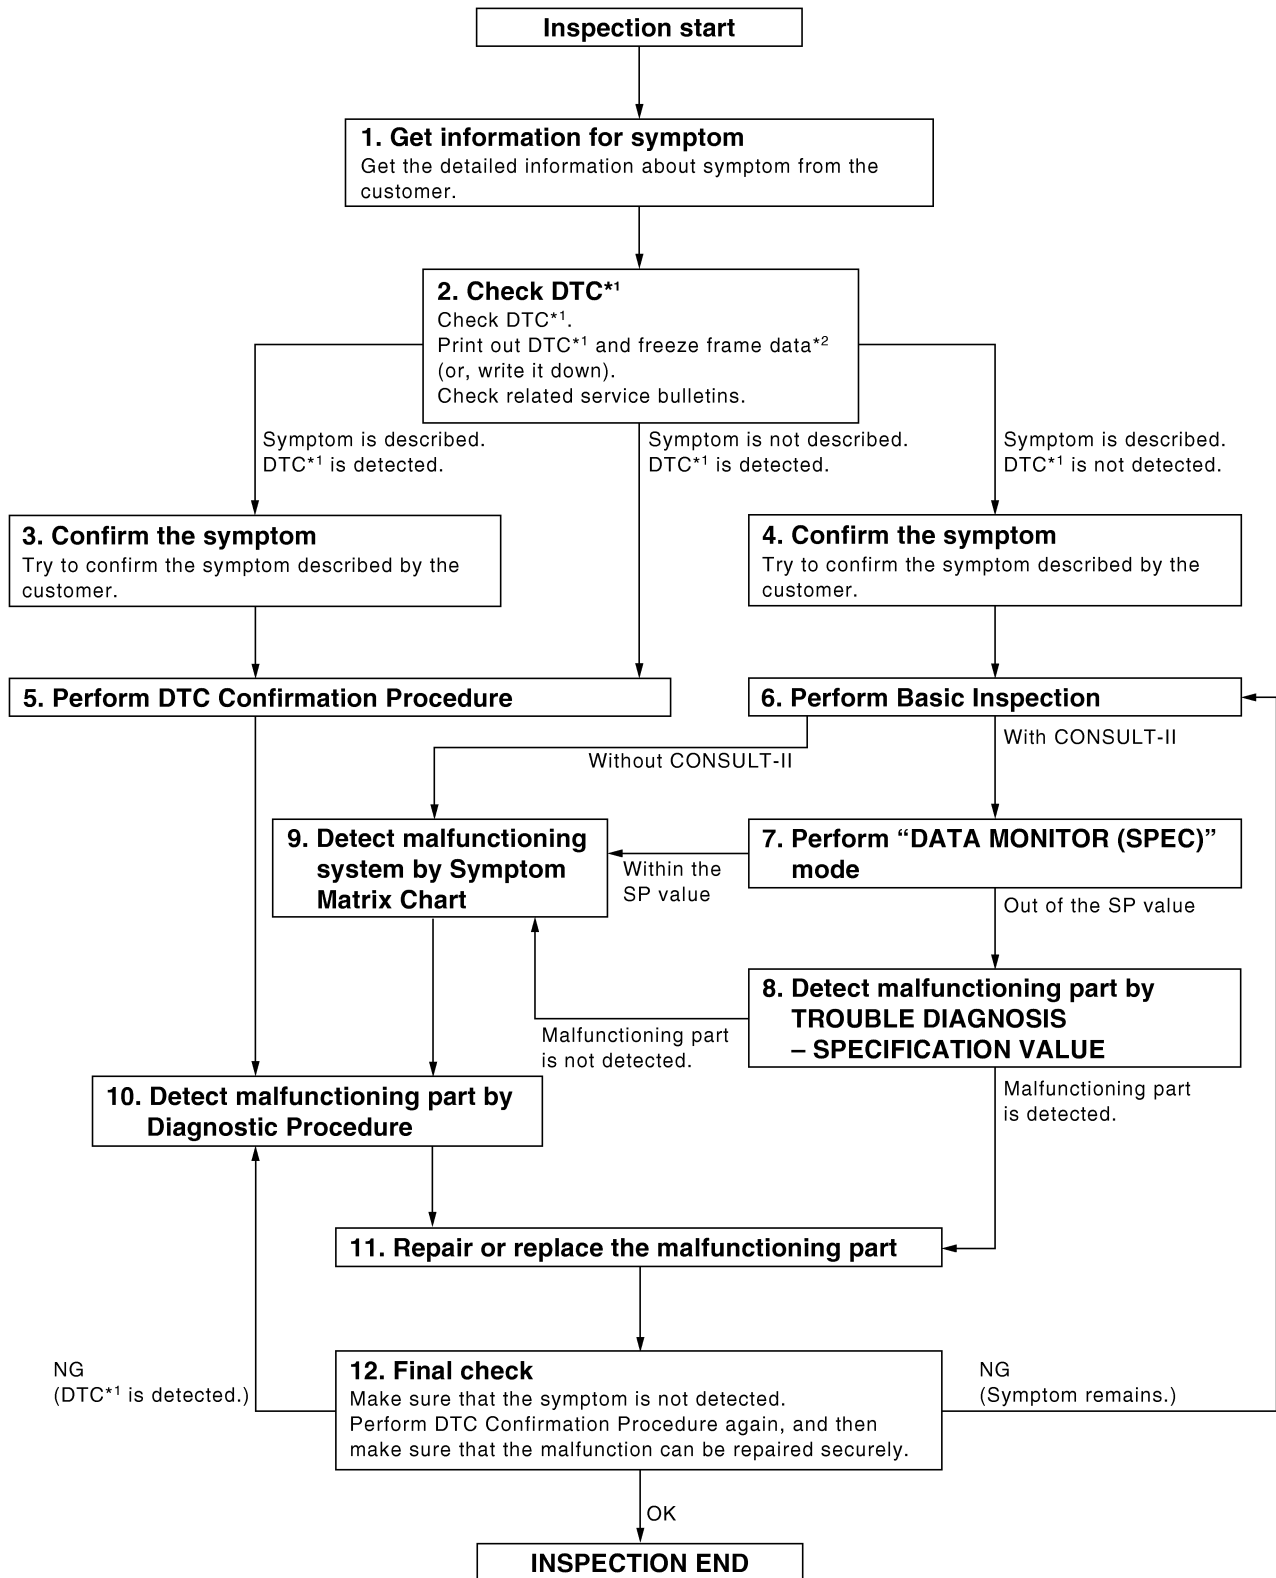 Inspection start
1. Get information for symptom
Get the detailed information about symptom from the
customer.
2. Check DTC*1
Check DTC*1.
Print out DTC*1 and freeze frame data*2
(or, write it down).
Check related service bulletins.
Symptom is described.
DTC*1 is detected.
Symptom is not described.
DTC*1 is detected.
Symptom is described.
DTC*1 is not detected.
3. Confirm the symptom
Try to confirm the symptom described by the
customer.
4. Confirm the symptom
Try to confirm the symptom described by the
customer.
5. Perform DTC Confirmation Procedure
6. Perform Basic Inspection
Without CONSULT-II
With CONSULT-II
9. Detect malfunctioning
system by Symptom
Matrix Chart
Within the
SP value
7. Perform “DATA MONITOR (SPEC)”
mode
Out of the SP value
8. Detect malfunctioning part by
TROUBLE DIAGNOSIS
– SPECIFICATION VALUE
Malfunctioning part
is not detected.
Malfunctioning part
is detected.
10. Detect malfunctioning part by
Diagnostic Procedure
11. Repair or replace the malfunctioning part
NG
(DTC*1 is detected.)
12. Final check
Make sure that the symptom is not detected.
Perform DTC Confirmation Procedure again, and then
make sure that the malfunction can be repaired securely.
NG
(Symptom remains.)
OK
INSPECTION END